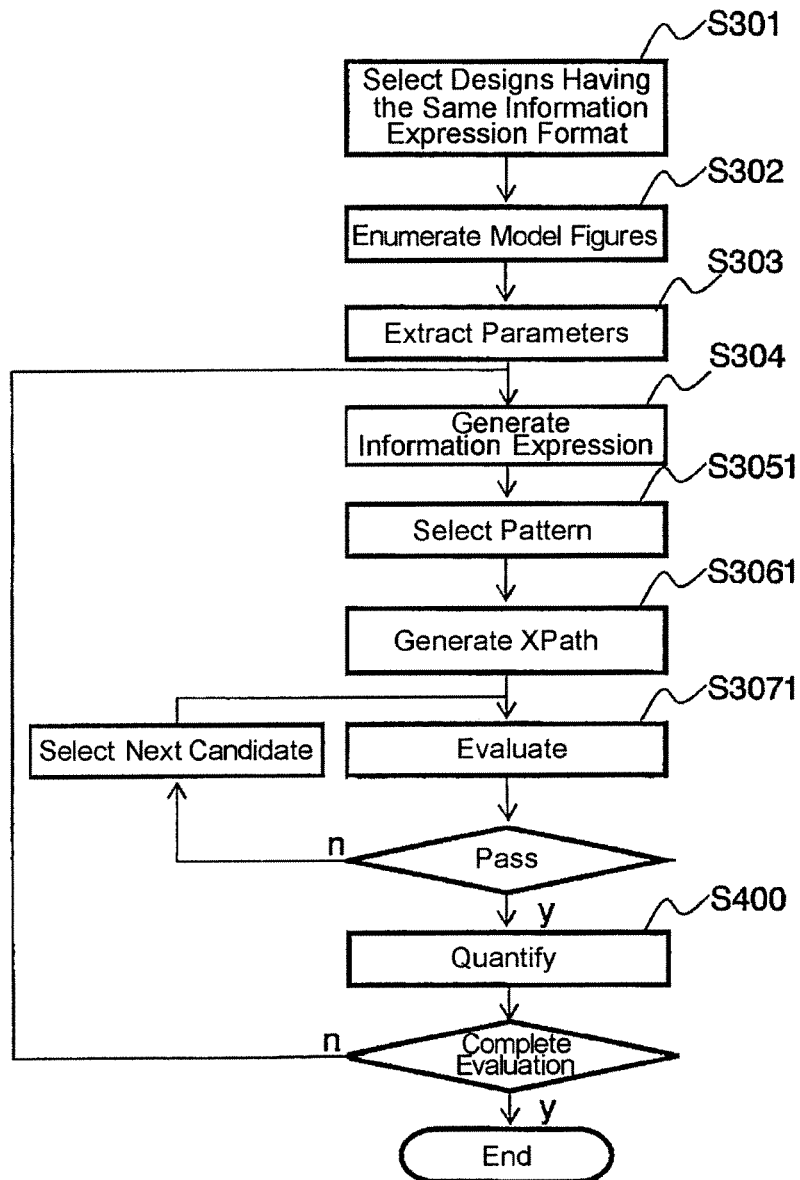 S301
Select Designs Having
the Same Information
Expression Format
S302
Enumerate Model Figures
S303
Extract Parameters
S304
Generate
Information Expression
S3051
Select Pattern
S3061
Generate XPath
S3071
Select Next Candidate
Evaluate
n
Pass
y
S400
Quantify
n
Complete
Evaluation
y
End